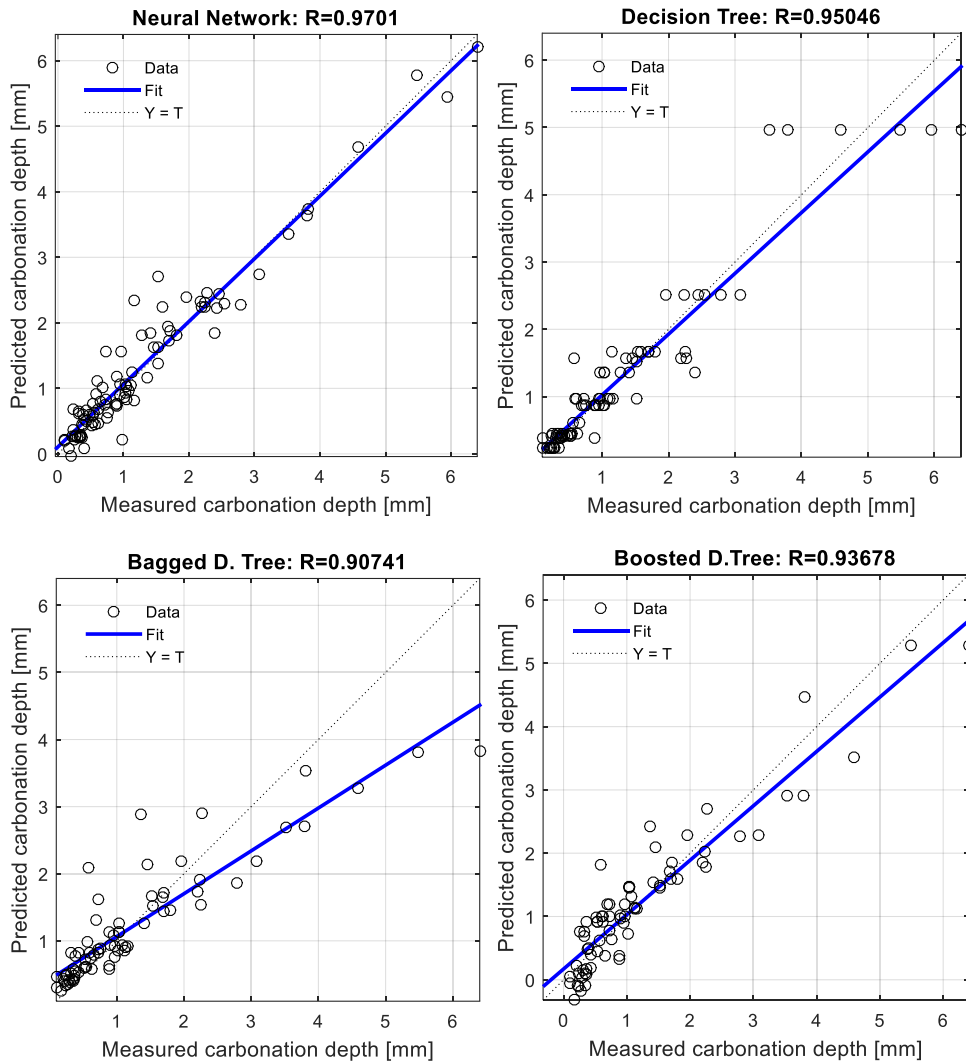 Neural Network: R=0.9701
Data
Fit
Y = T
6
5
4
3
2
1
0
0 1 2 3 4 5 6
Predicted carbonation depth [mm]
Measured carbonation depth [mm]
Decision Tree: R=0.95046
Data
Fit
Y = T
6
5
4
3
2
1
1 2 3 4 5 6
Predicted carbonation depth [mm]
Measured carbonation depth [mm]
Bagged D. Tree: R=0.90741
Data
Fit
Y = T
6
5
4
3
2
1
1 2 3 4 5 6
Predicted carbonation depth [mm]
Measured carbonation depth [mm]
Boosted D.Tree: R=0.93678
Data
Fit
Y = T
6
5
4
3
2
1
0
0 1 2 3 4 5 6
Predicted carbonation depth [mm]
Measured carbonation depth [mm]